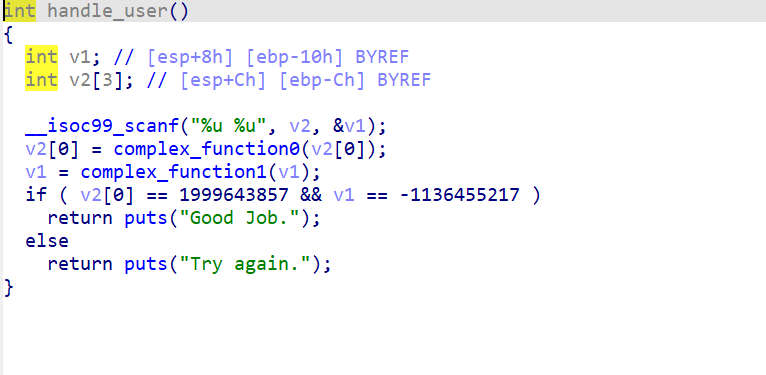 int handle_user()
{
  int v1; // [esp+8h] [ebp-10h] BYREF
  int v2[3]; // [esp+Ch] [ebp-Ch] BYREF

  __isoc99_scanf("%u %u", v2, &v1);
  v2[0] = complex_function0(v2[0]);
  v1 = complex_function1(v1);
  if ( v2[0] == 1999643857 && v1 == -1136455217 )
    return puts("Good Job.");
  else
    return puts("Try again.");
}